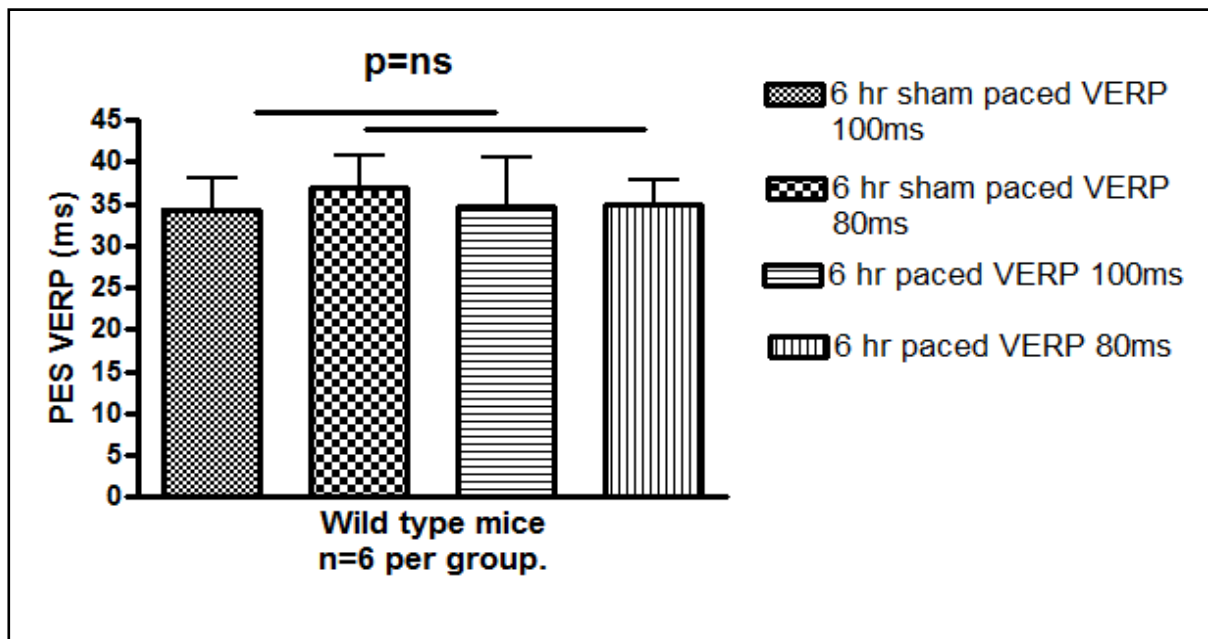 p=ns
PES VERP (ms)
45
40
35
30
25
20
15
10
5
0
Wild type mice
n=6 per group.
6 hr sham paced VERP
100ms
6 hr sham paced VERP
80ms
6 hr paced VERP 100ms
6 hr paced VERP 80ms